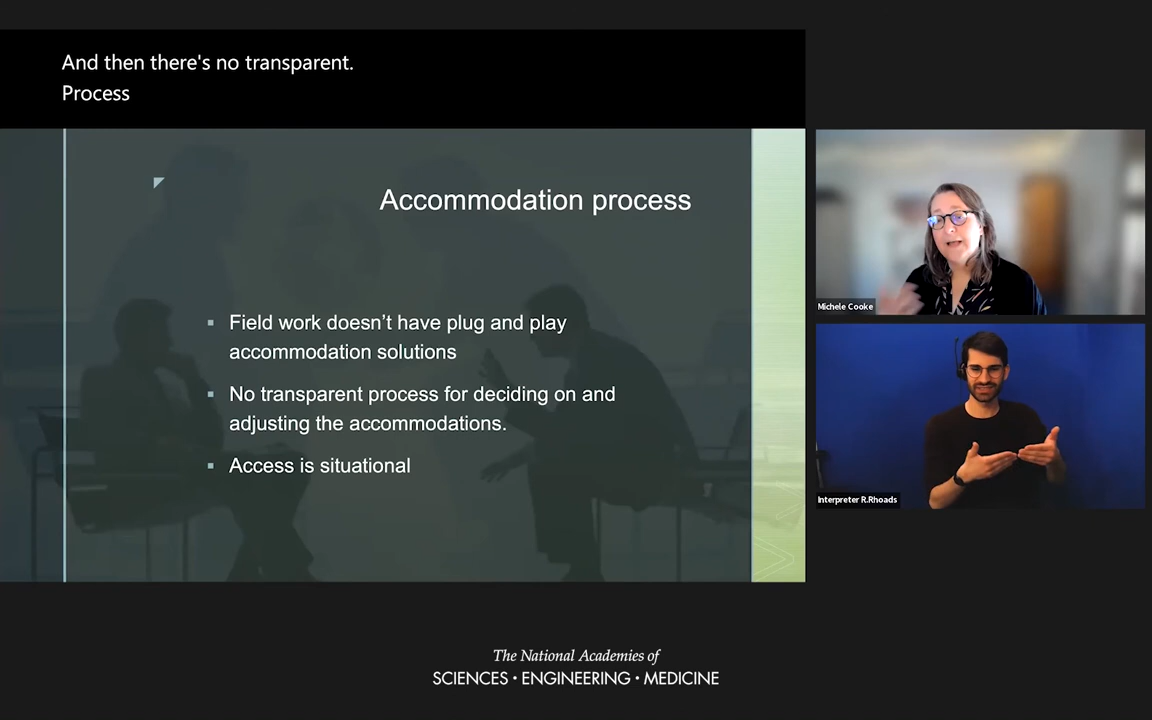 And then there's no transparent.
Process
Accommodation process
▪ Field work doesn’t have plug and play
accommodation solutions
▪ No transparent process for deciding on and
adjusting the accommodations.
▪ Access is situational
Michele Cooke
Interpreter R.Rhoads
The National Academies of
SCIENCES · ENGINEERING · MEDICINE